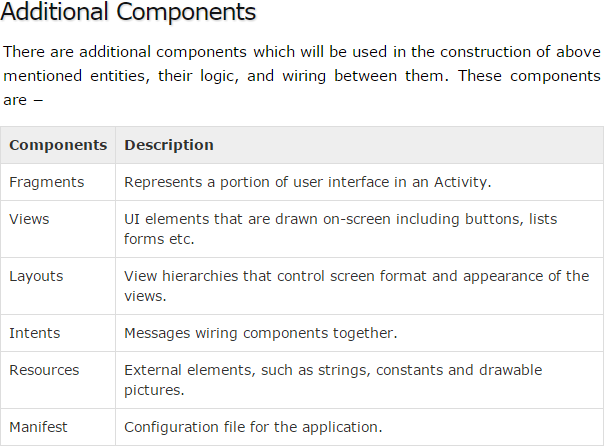 Additional Components
There are additional components which will be used in the construction of above
mentioned entities, their logic, and wiring between them. These components
are −
Components Description
Fragments Represents a portion of user interface in an Activity.
Views UI elements that are drawn on-screen including buttons, lists
forms etc.
Layouts View hierarchies that control screen format and appearance of the
views.
Intents Messages wiring components together.
Resources External elements, such as strings, constants and drawable
pictures.
Manifest Configuration file for the application.